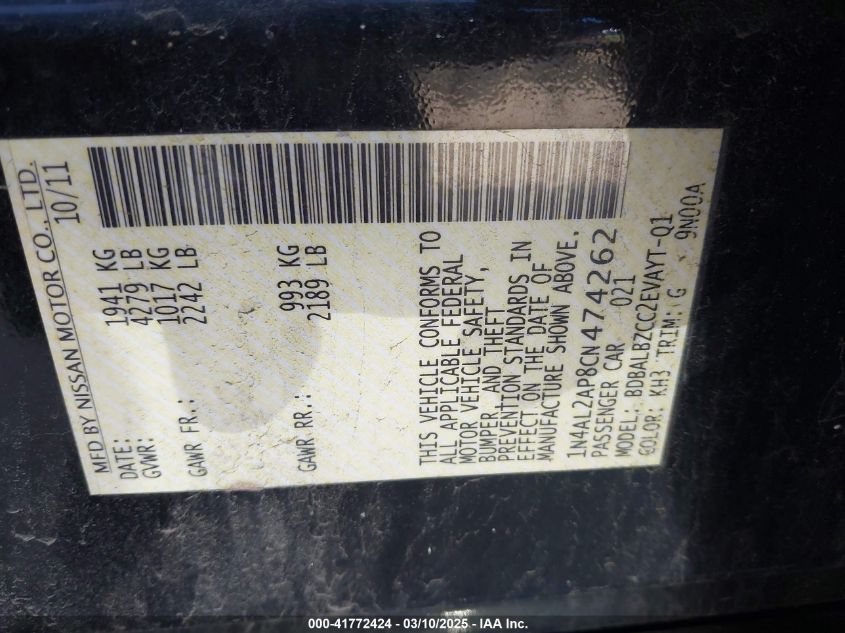 MFD BY NISSAN MOTOR CO., LTD.
DATE: 10/11
GVWR: 1941 KG
4279 LB
GAWR FR.: 1017 KG
2242 LB
GAWR RR.: 993 KG
2189 LB
THIS VEHICLE CONFORMS TO
ALL APPLICABLE FEDERAL
MOTOR VEHICLE SAFETY,
BUMPER, AND THEFT
PREVENTION STANDARDS IN
EFFECT ON THE DATE OF
MANUFACTURE SHOWN ABOVE.
1N4AL2AP8CN474262
PASSENGER CAR 021
MODEL: BDBALBZCC2EVAYT-Q1
COLOR: KH3 TRIM: G 9N00A
000-41772424 - 03/10/2025 - IAA Inc.